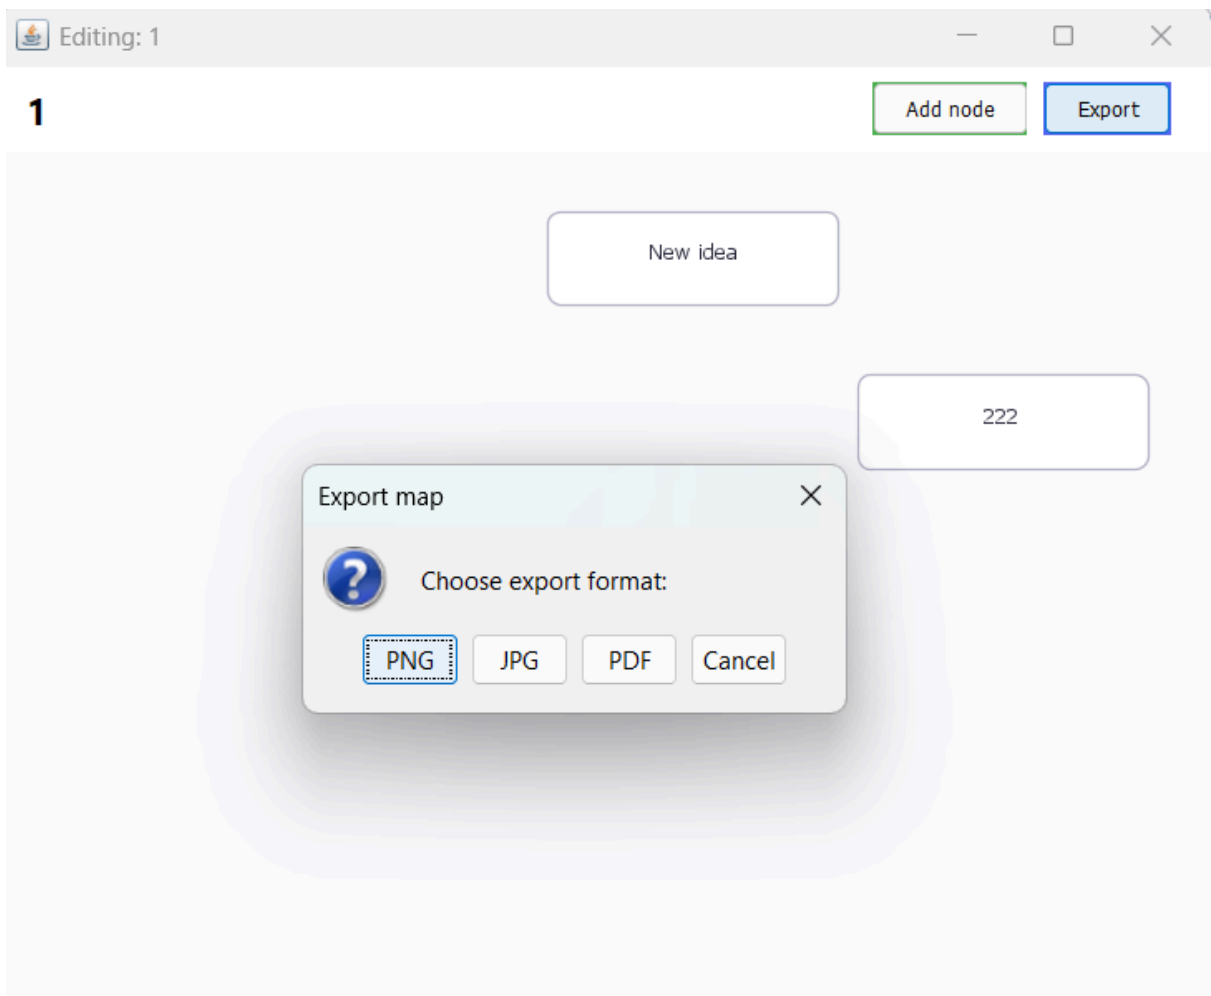 Editing: 1
1
Add node
Export
New idea
222
Export map
?
Choose export format:
PNG
JPG
PDF
Cancel